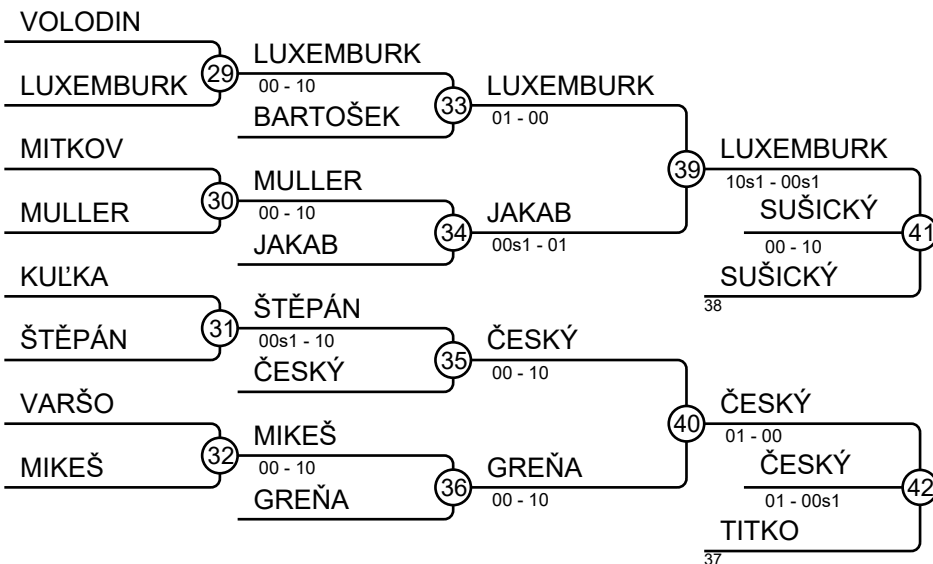 VOLODIN
LUXEMBURK
29
LUXEMBURK
00 - 10
BARTOŠEK
33
LUXEMBURK
01 - 00
MITKOV
MULLER
30
MULLER
00 - 10
JAKAB
34
JAKAB
00s1 - 01
39
LUXEMBURK
10s1 - 00s1
SUŠICKÝ
00 - 10
41
SUŠICKÝ
38
KUĽKA
ŠTĚPÁN
31
ŠTĚPÁN
00s1 - 10
ČESKÝ
35
ČESKÝ
00 - 10
VARŠO
MIKEŠ
32
MIKEŠ
00 - 10
GREŇA
36
GREŇA
00 - 10
40
ČESKÝ
01 - 00
ČESKÝ
01 - 00s1
42
TITKO
37